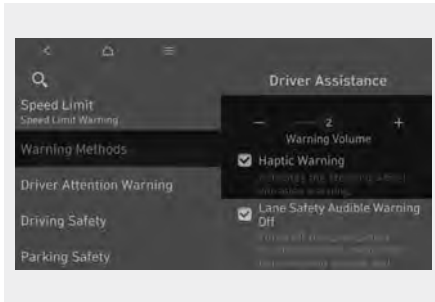 Driver Assistance
Speed Limit
Speed Limit Warning
Warning Methods
Driver Attention Warning
Driving Safety
Parking Safety
− 2 +
Warning Volume
Haptic Warning
Lane Safety Audible Warning
Off